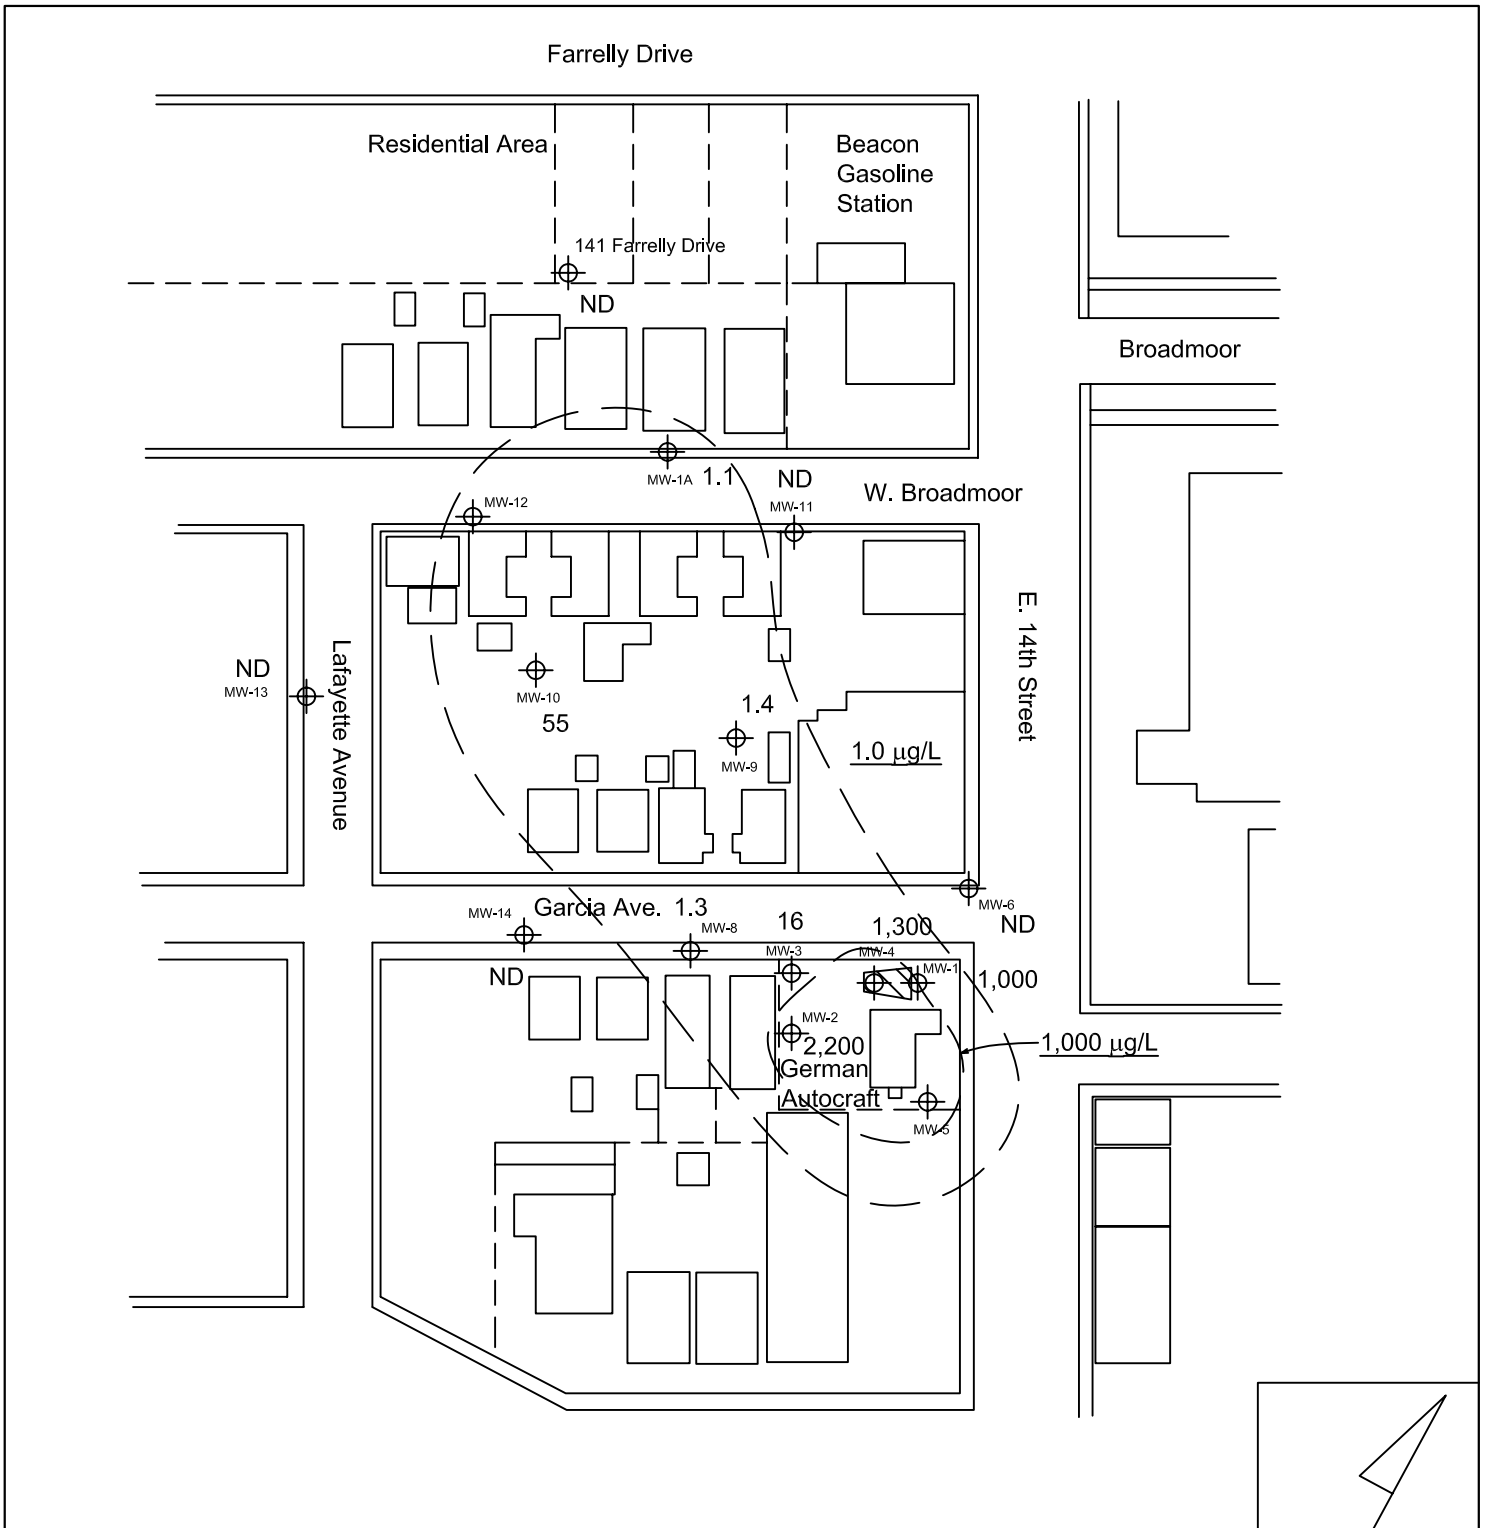 Farrelly Drive
Residential Area
Beacon
Gasoline
Station
141 Farrelly Drive
ND
Broadmoor
MW-1A 1.1
ND
W. Broadmoor
MW-12
MW-11
E. 14th Street
Lafayette Avenue
ND
MW-13
MW-10
55
1.4
MW-9
1.0 µg/L
MW-6
ND
MW-14
Garcia Ave. 1.3
MW-8
16
MW-3
1,300
MW-4
MW-1
1,000
ND
MW-2
2,200
1,000 µg/L
German
Autocraft
MW-5